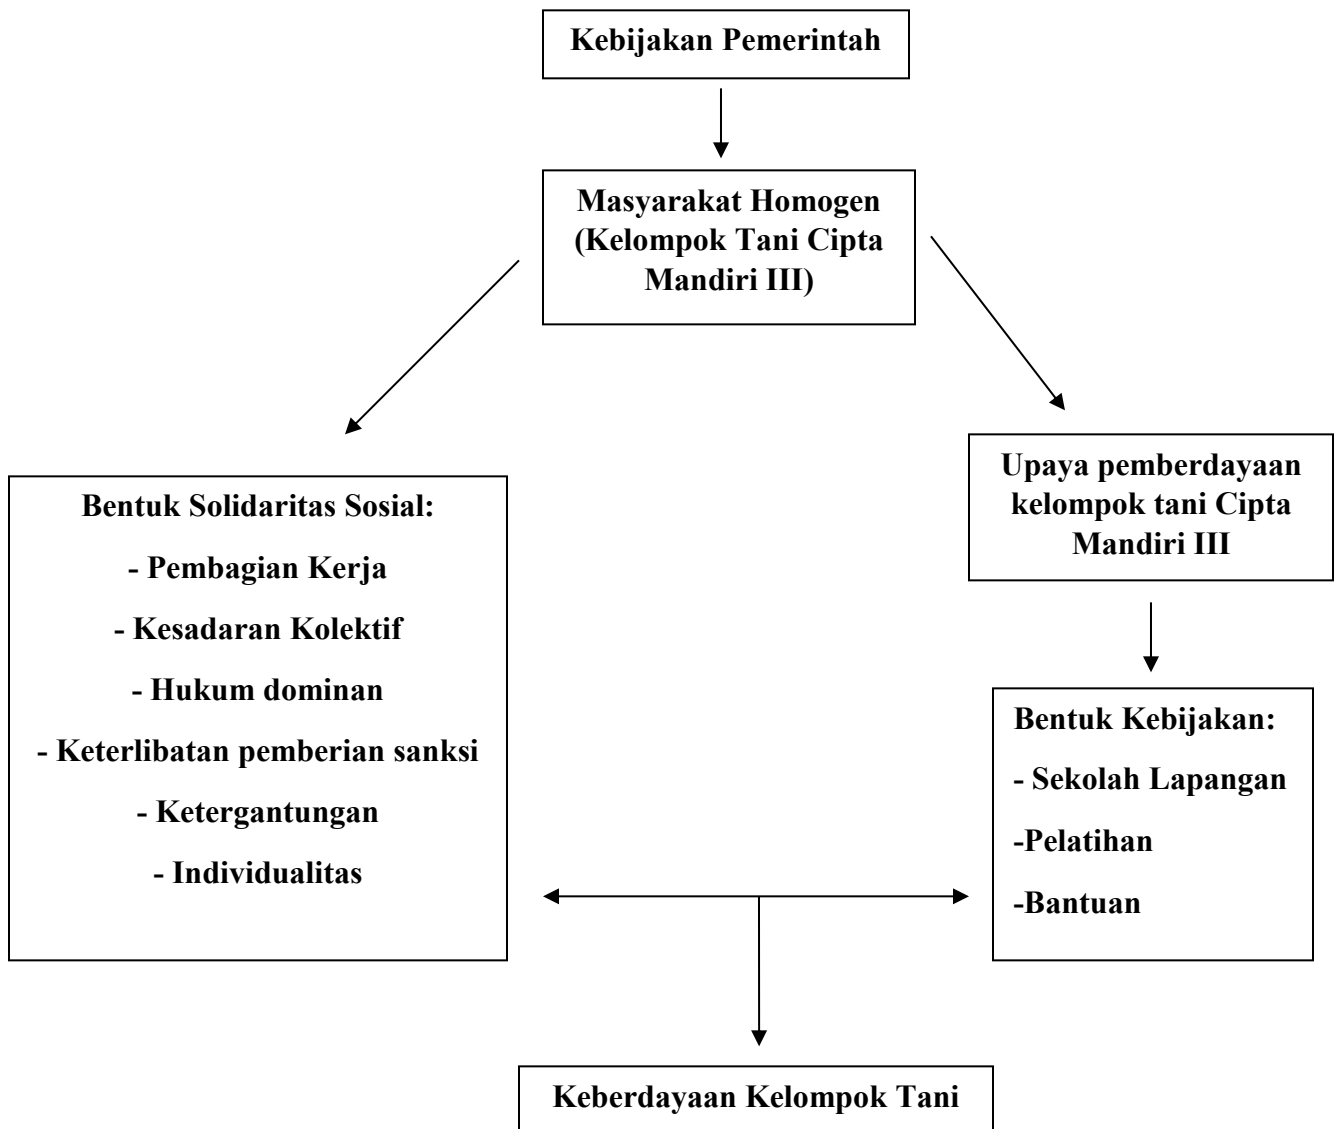 Kebijakan Pemerintah
Masyarakat Homogen
(Kelompok Tani Cipta
Mandiri III)
Bentuk Solidaritas Sosial:
- Pembagian Kerja
- Kesadaran Kolektif
- Hukum dominan
- Keterlibatan pemberian sanksi
- Ketergantungan
- Individualitas
Upaya pemberdayaan
kelompok tani Cipta
Mandiri III
Bentuk Kebijakan:
- Sekolah Lapangan
-Pelatihan
-Bantuan
Keberdayaan Kelompok Tani